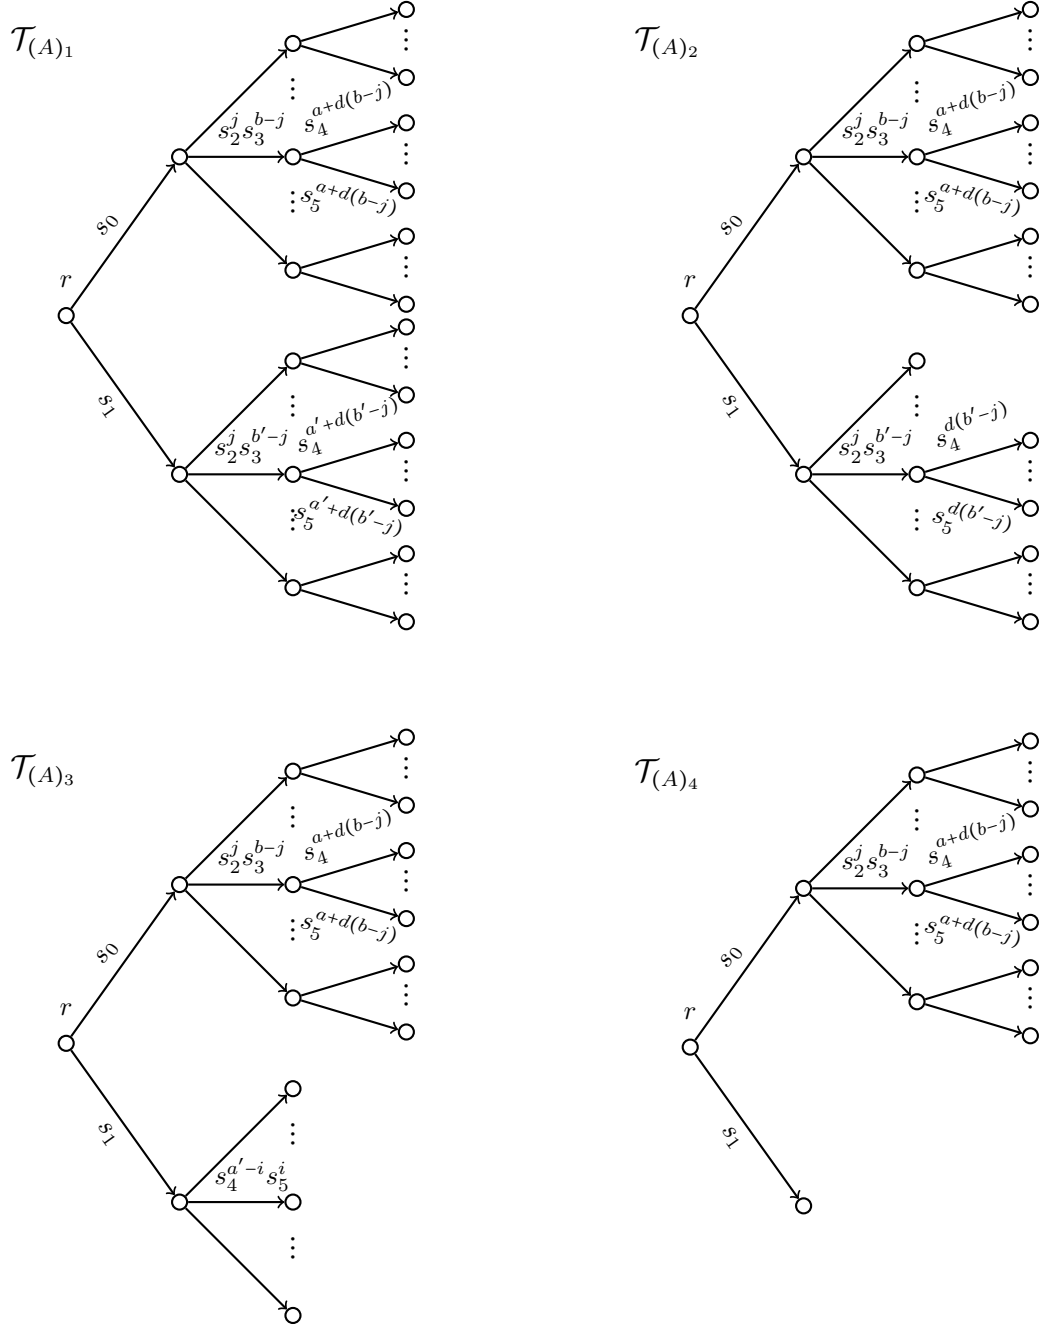 𝒯_{(A)_1}
s_4^{a+d(b−j)}
s_2^j s_3^{b−j}
s_5^{a+d(b−j)}
s_0
r
s_1
s_4^{a′+d(b′−j)}
s_2^j s_3^{b′−j}
s_5^{a′+d(b′−j)}
𝒯_{(A)_2}
s_4^{a+d(b−j)}
s_2^j s_3^{b−j}
s_5^{a+d(b−j)}
s_0
r
s_1
s_4^{d(b′−j)}
s_2^j s_3^{b′−j}
s_5^{d(b′−j)}
𝒯_{(A)_3}
s_4^{a+d(b−j)}
s_2^j s_3^{b−j}
s_5^{a+d(b−j)}
s_0
r
s_1
s_4^{a′−i} s_5^i
𝒯_{(A)_4}
s_4^{a+d(b−j)}
s_2^j s_3^{b−j}
s_5^{a+d(b−j)}
s_0
r
s_1